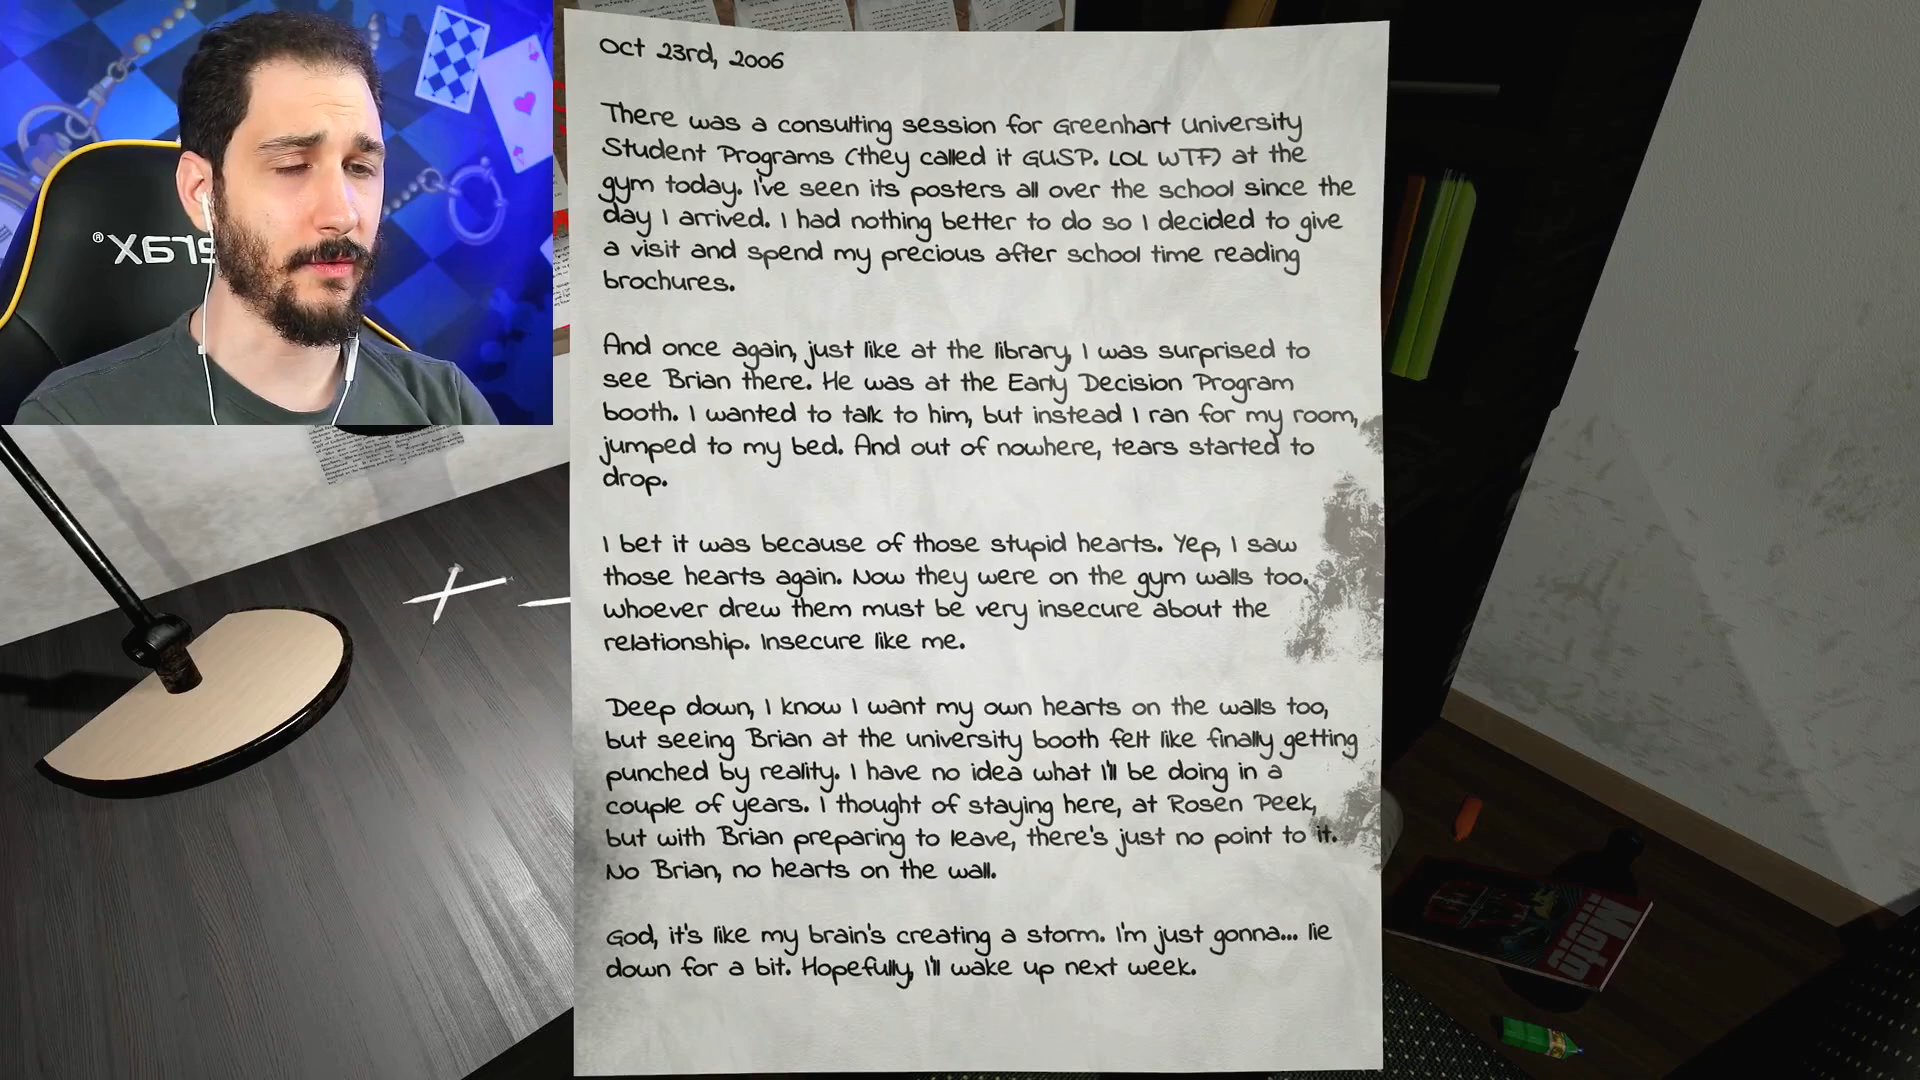 Oct 23rd, 2006
There was a consulting session for Greenhart University
Student Programs (they called it GUSP. LOL WTF) at the
gym today. I've seen its posters all over the school since the
day I arrived. I had nothing better to do so I decided to give
a visit and spend my precious after school time reading
brochures.
And once again, just like at the library, I was surprised to
see Brian there. He was at the Early Decision Program
booth. I wanted to talk to him, but instead I ran for my room,
jumped to my bed. And out of nowhere, tears started to
drop.
I bet it was because of those stupid hearts. Yep, I saw
those hearts again. Now they were on the gym walls too.
whoever drew them must be very insecure about the
relationship. Insecure like me.
Deep down, I know I want my own hearts on the walls too,
but seeing Brian at the university booth felt like finally getting
punched by reality. I have no idea what I'll be doing in a
couple of years. I thought of staying here, at Rosen Peek,
but with Brian preparing to leave, there's just no point to it.
No Brian, no hearts on the wall.
God, it's like my brain's creating a storm. I'm just gonna... lie
down for a bit. Hopefully, I'll wake up next week.